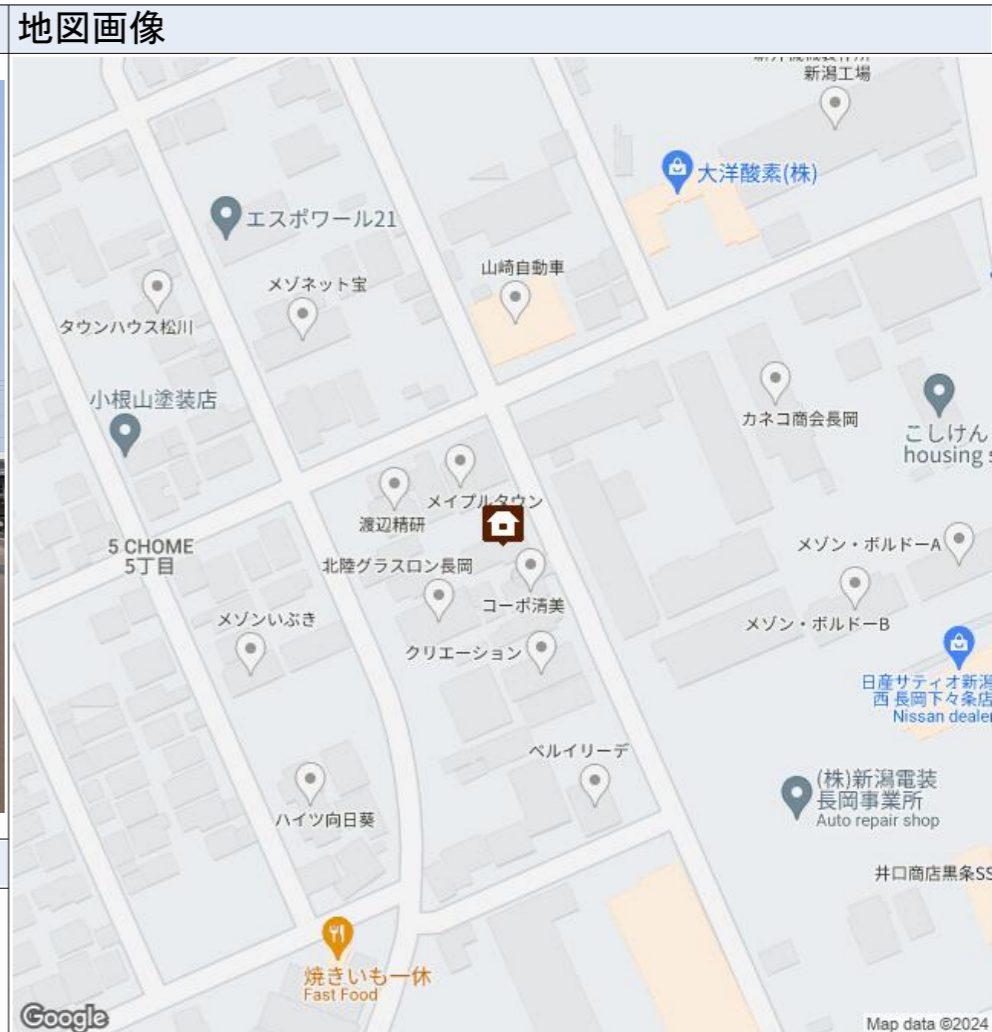 地図画像
新潟工場
大洋酸素(株)
エスポワール21
山崎自動車
メゾネット宝
タウンハウス松川
小根山塗装店
カネコ商会長岡
こしけん
housing s
メイプルタウン
渡辺精研
5 CHOME
5丁目
北陸グラスロン長岡
メゾン・ボルドーA
コーポ清美
メゾンいぶき
メゾン・ボルドーB
クリエーション
日産サティオ新潟
西 長岡下々条店
Nissan dealer
ベルイリーデ
(株)新潟電装
長岡事業所
Auto repair shop
ハイツ向日葵
井口商店黒条SS
焼きいも一休
Fast Food
Google
Map data ©2024